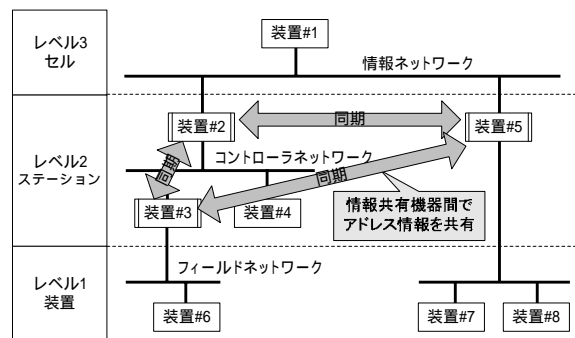 レベル3
セル
装置#1
情報ネットワーク
レベル2
ステーション
装置#2
同期
装置#5
同期
コントローラネットワーク
同期
装置#3
装置#4
情報共有機器間で
アドレス情報を共有
レベル1
装置
フィールドネットワーク
装置#6
装置#7
装置#8